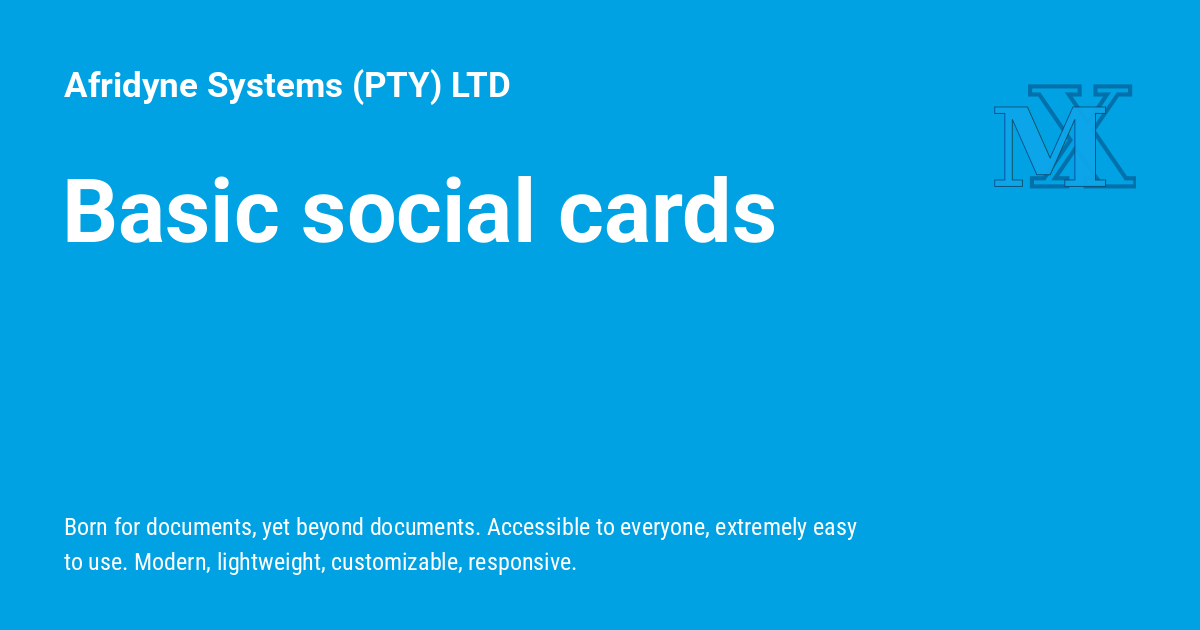 Afridyne Systems (PTY) LTD
MX
Basic social cards
Born for documents, yet beyond documents. Accessible to everyone, extremely easy
to use. Modern, lightweight, customizable, responsive.